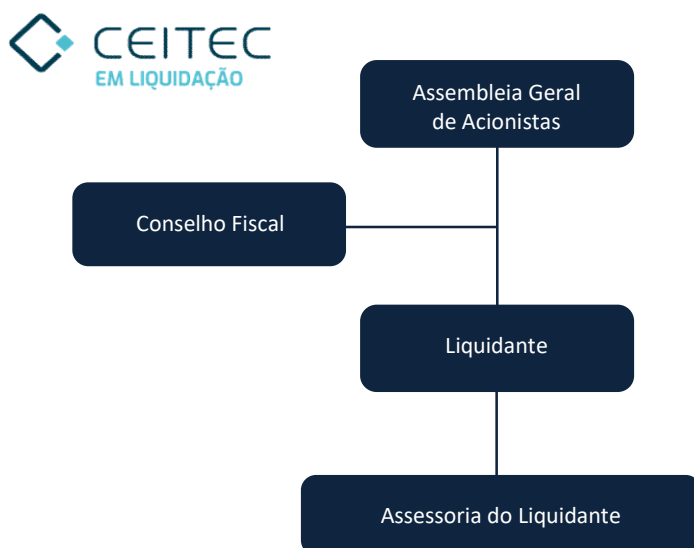 CEITEC
EM LIQUIDAÇÃO
Assembleia Geral
de Acionistas
Conselho Fiscal
Liquidante
Assessoria do Liquidante